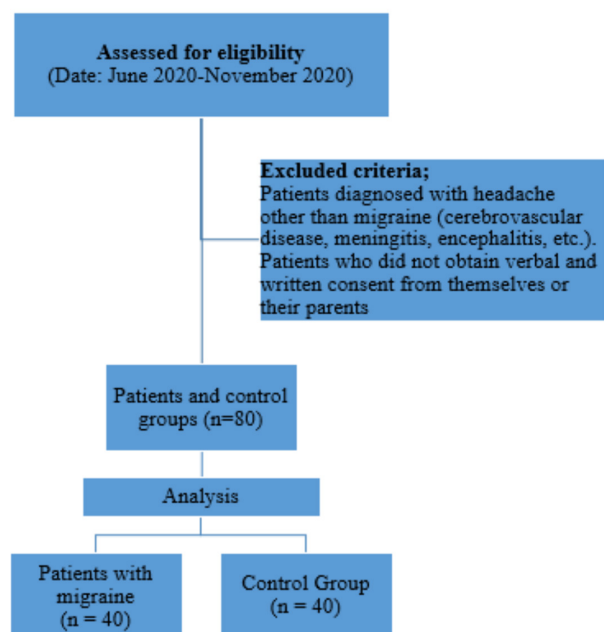 Assessed for eligibility
(Date: June 2020-November 2020)
Excluded criteria;
Patients diagnosed with headache
other than migraine (cerebrovascular
disease, meningitis, encephalitis, etc.).
Patients who did not obtain verbal and
written consent from themselves or
their parents
Patients and control
groups (n=80)
Analysis
Patients with
migraine
(n = 40)
Control Group
(n = 40)